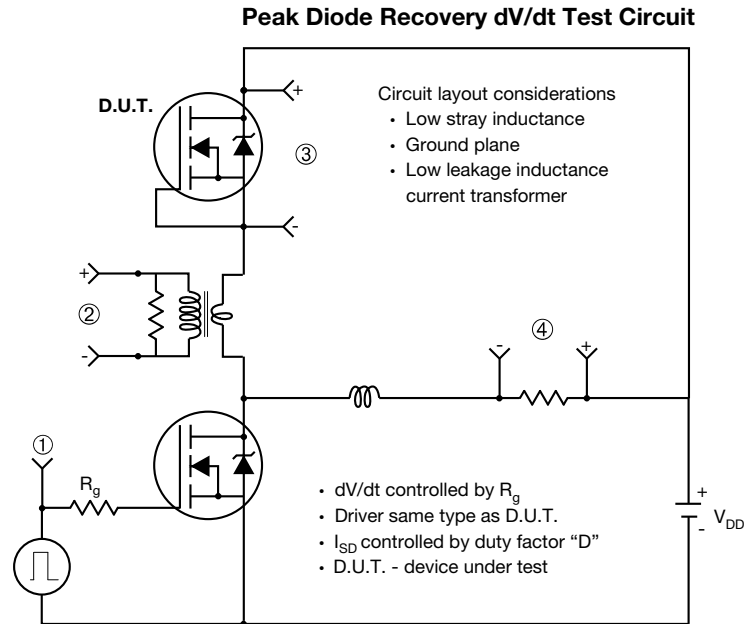 Peak Diode Recovery dV/dt Test Circuit
D.U.T.
+
-
③
Circuit layout considerations
• Low stray inductance
• Ground plane
• Low leakage inductance
current transformer
+
②
-
-
④
+
①
Rg
• dV/dt controlled by Rg
• Driver same type as D.U.T.
• ISD controlled by duty factor “D”
• D.U.T. - device under test
+
-
VDD